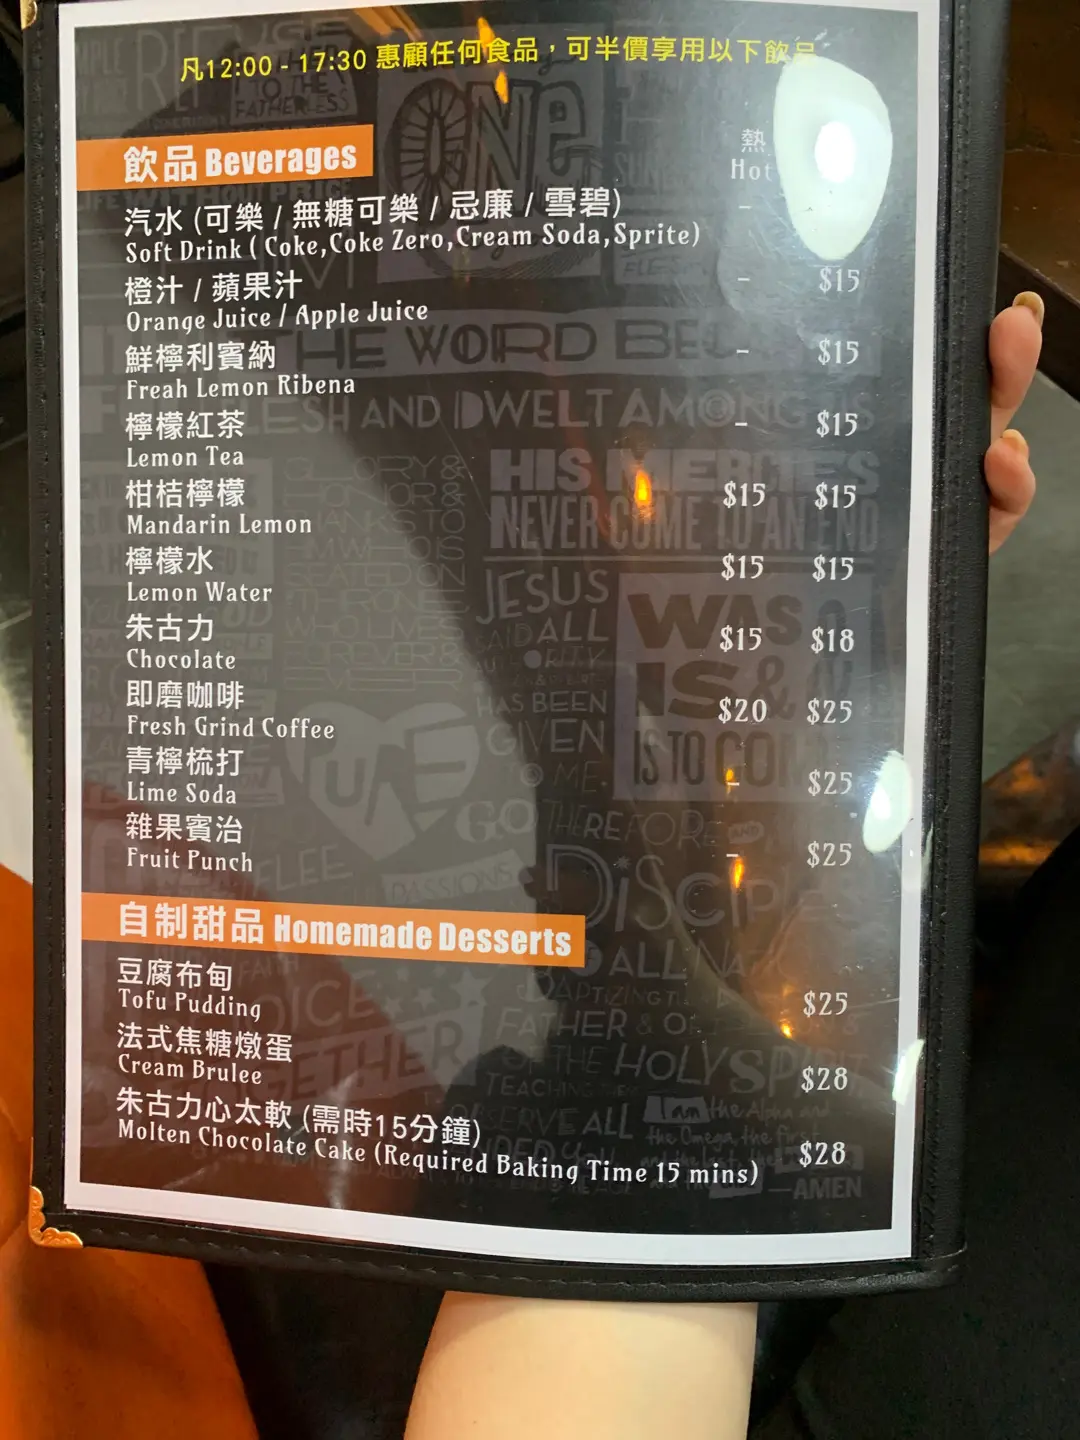 凡12:00 - 17:30 惠顧任何食品，可半價享用以下飲品
飲品 Beverages
熱
Hot
汽水 (可樂 / 無糖可樂 / 忌廉 / 雪碧) -
Soft Drink ( Coke,Coke Zero,Cream Soda,Sprite)
橙汁 / 蘋果汁 - $15
Orange Juice / Apple Juice
鮮檸利賓納 - $15
Freah Lemon Ribena
檸檬紅茶 - $15
Lemon Tea
柑桔檸檬 $15 $15
Mandarin Lemon
檸檬水 $15 $15
Lemon Water
朱古力 $15 $18
Chocolate
即磨咖啡 $20 $25
Fresh Grind Coffee
青檸梳打 - $25
Lime Soda
雜果賓治 - $25
Fruit Punch
自制甜品 Homemade Desserts
豆腐布甸 $25
Tofu Pudding
法式焦糖燉蛋 $28
Cream Brulee
朱古力心太軟 (需時15分鐘) $28
Molten Chocolate Cake (Required Baking Time 15 mins)